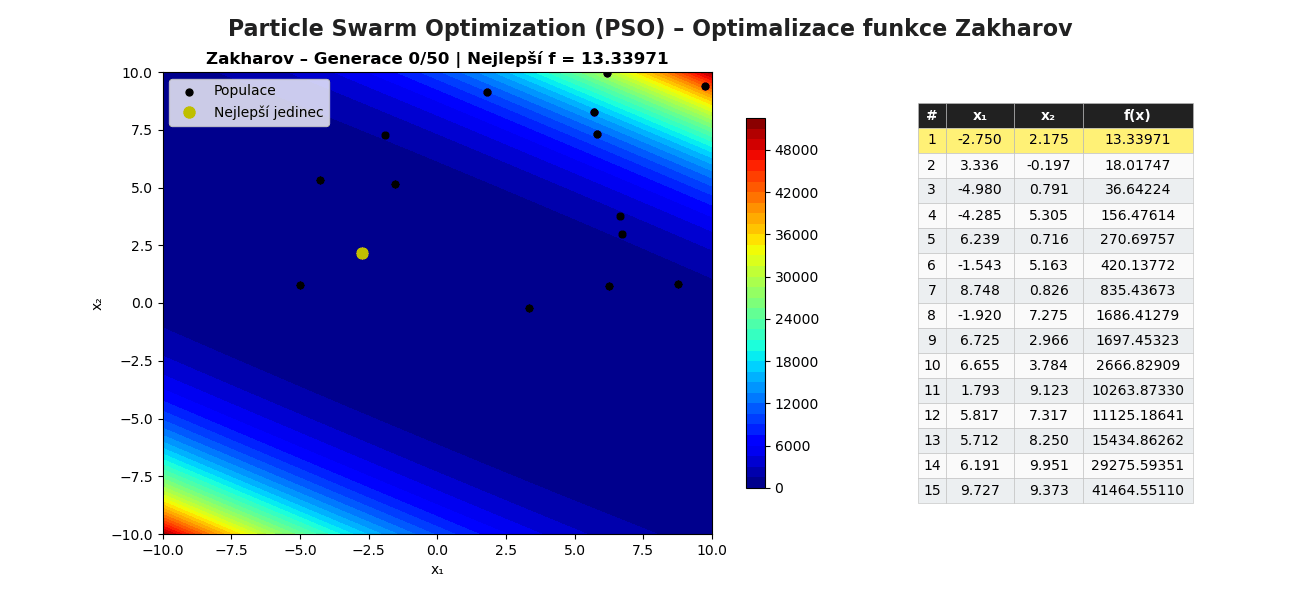 Particle Swarm Optimization (PSO) – Optimalizace funkce Zakharov
Zakharov – Generace 0/50 | Nejlepší f = 13.33971
Populace
Nejlepší jedinec
10.0
7.5
5.0
2.5
0.0
−2.5
−5.0
−7.5
−10.0
x₂
−10.0 −7.5 −5.0 −2.5 0.0 2.5 5.0 7.5 10.0
x₁
48000
42000
36000
30000
24000
18000
12000
6000
0
# x₁ x₂ f(x)
1 -2.750 2.175 13.33971
2 3.336 -0.197 18.01747
3 -4.980 0.791 36.64224
4 -4.285 5.305 156.47614
5 6.239 0.716 270.69757
6 -1.543 5.163 420.13772
7 8.748 0.826 835.43673
8 -1.920 7.275 1686.41279
9 6.725 2.966 1697.45323
10 6.655 3.784 2666.82909
11 1.793 9.123 10263.87330
12 5.817 7.317 11125.18641
13 5.712 8.250 15434.86262
14 6.191 9.951 29275.59351
15 9.727 9.373 41464.55110